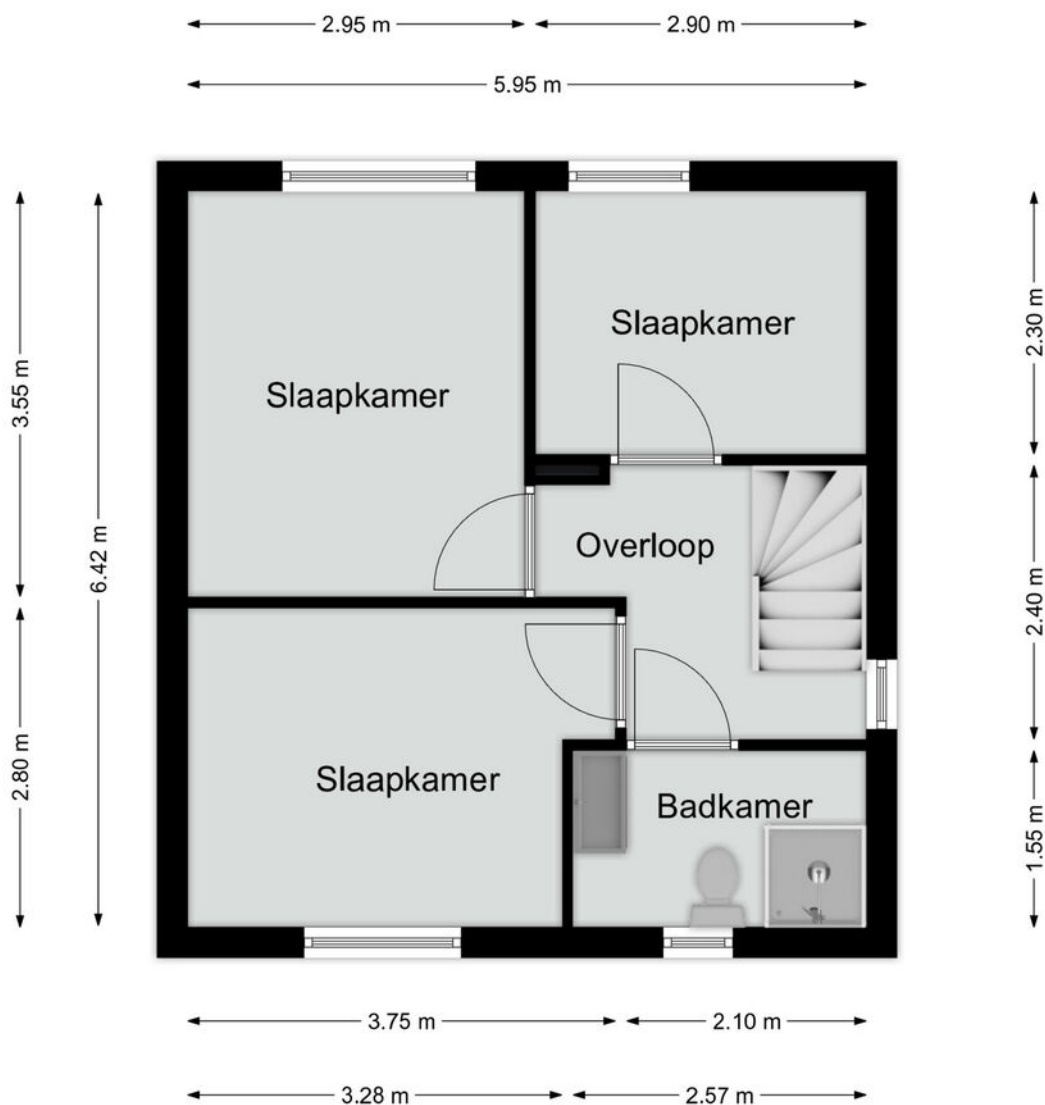 2.95 m
2.90 m
5.95 m
3.55 m
6.42 m
2.80 m
Slaapkamer
Slaapkamer
Overloop
Slaapkamer
Badkamer
2.30 m
2.40 m
1.55 m
3.75 m
2.10 m
3.28 m
2.57 m